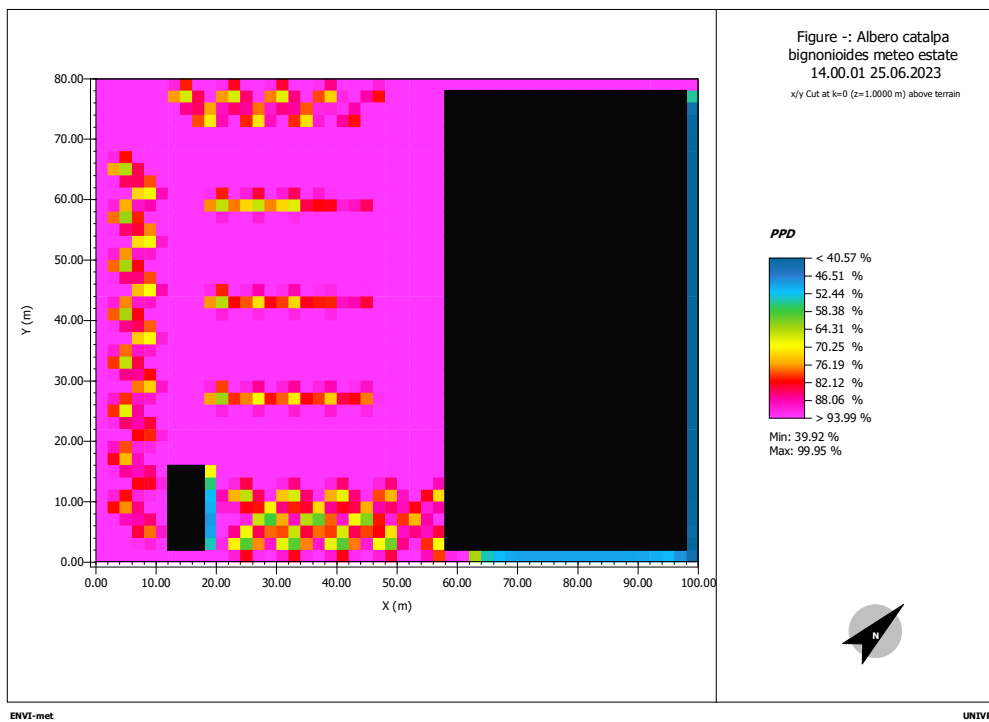 Figure -: Albero catalpa
bignonioides meteo estate
14.00.01 25.06.2023
x/y Cut at k=0 (z=1.0000 m) above terrain
80.00
70.00
60.00
50.00
40.00
30.00
20.00
10.00
0.00
Y (m)
0.00 10.00 20.00 30.00 40.00 50.00 60.00 70.00 80.00 90.00 100.00
X (m)
PPD
< 40.57 %
46.51 %
52.44 %
58.38 %
64.31 %
70.25 %
76.19 %
82.12 %
88.06 %
> 93.99 %
Min: 39.92 %
Max: 99.95 %
N
ENVI-met